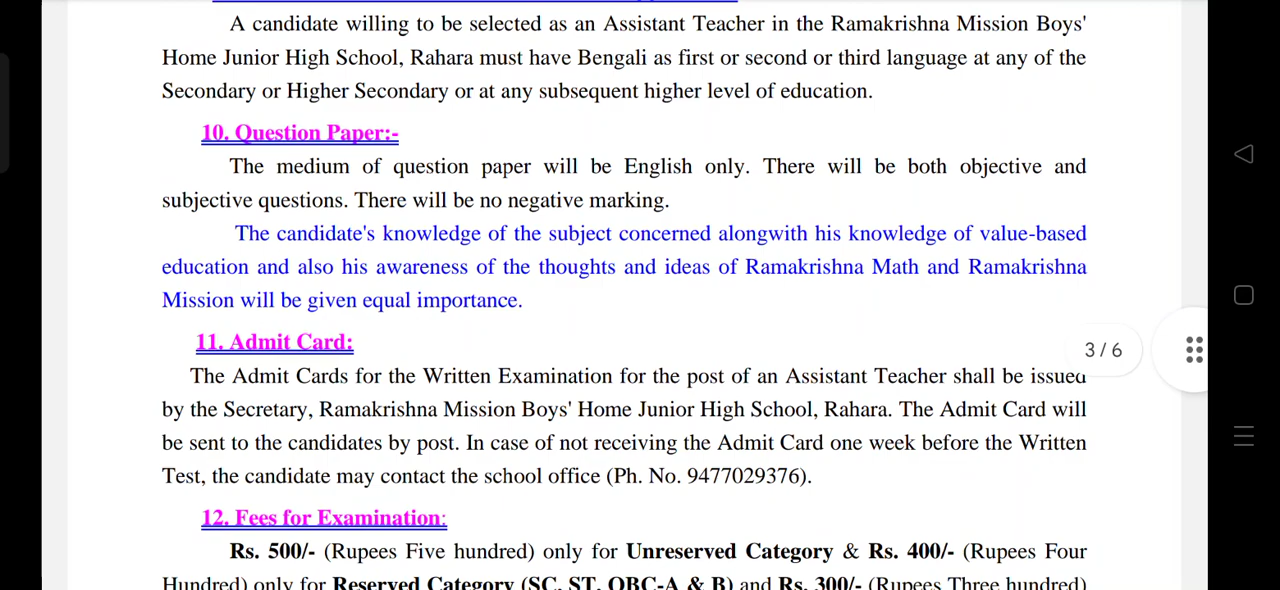 A candidate willing to be selected as an Assistant Teacher in the Ramakrishna Mission Boys'
Home Junior High School, Rahara must have Bengali as first or second or third language at any of the
Secondary or Higher Secondary or at any subsequent higher level of education.
10. Question Paper:-
The medium of question paper will be English only. There will be both objective and
subjective questions. There will be no negative marking.
The candidate's knowledge of the subject concerned alongwith his knowledge of value-based
education and also his awareness of the thoughts and ideas of Ramakrishna Math and Ramakrishna
Mission will be given equal importance.
11. Admit Card:
3 / 6
The Admit Cards for the Written Examination for the post of an Assistant Teacher shall be issued
by the Secretary, Ramakrishna Mission Boys' Home Junior High School, Rahara. The Admit Card will
be sent to the candidates by post. In case of not receiving the Admit Card one week before the Written
Test, the candidate may contact the school office (Ph. No. 9477029376).
12. Fees for Examination:
Rs. 500/- (Rupees Five hundred) only for Unreserved Category & Rs. 400/- (Rupees Four
Hundred) only for Reserved Category (SC, ST, OBC-A & B) and Rs. 300/- (Rupees Three hundred)